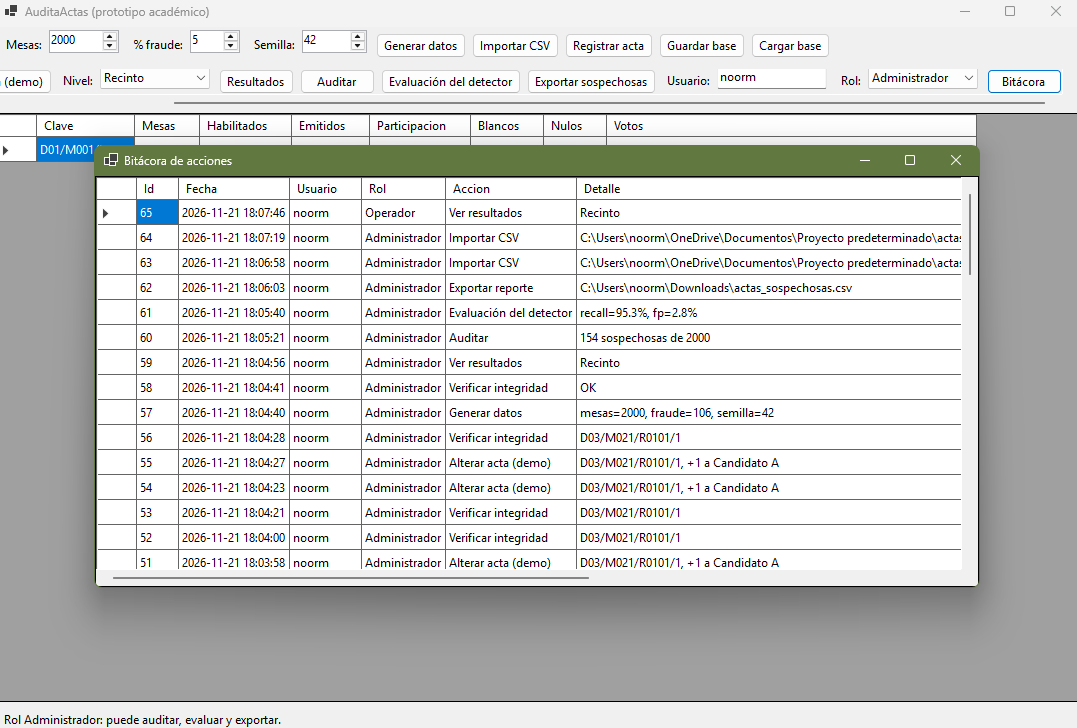 AuditaActas (prototipo académico)
Mesas: 2000 % fraude: 5 Semilla: 42 Generar datos Importar CSV Registrar acta Guardar base Cargar base
(demo) Nivel: Recinto Resultados Auditar Evaluación del detector Exportar sospechosas Usuario: noorm Rol: Administrador Bitácora
Clave Mesas Habilitados Emitidos Participacion Blancos Nulos Votos
D01/M001/
Bitácora de acciones
Id Fecha Usuario Rol Accion Detalle
65 2026-11-21 18:07:46 noorm Operador Ver resultados Recinto
64 2026-11-21 18:07:19 noorm Administrador Importar CSV C:\Users\noorm\OneDrive\Documentos\Proyecto predeterminado\actas
63 2026-11-21 18:06:58 noorm Administrador Importar CSV C:\Users\noorm\OneDrive\Documentos\Proyecto predeterminado\actas
62 2026-11-21 18:06:03 noorm Administrador Exportar reporte C:\Users\noorm\Downloads\actas_sospechosas.csv
61 2026-11-21 18:05:40 noorm Administrador Evaluación del detector recall=95.3%, fp=2.8%
60 2026-11-21 18:05:21 noorm Administrador Auditar 154 sospechosas de 2000
59 2026-11-21 18:04:56 noorm Administrador Ver resultados Recinto
58 2026-11-21 18:04:41 noorm Administrador Verificar integridad OK
57 2026-11-21 18:04:40 noorm Administrador Generar datos mesas=2000, fraude=106, semilla=42
56 2026-11-21 18:04:28 noorm Administrador Verificar integridad D03/M021/R0101/1
55 2026-11-21 18:04:27 noorm Administrador Alterar acta (demo) D03/M021/R0101/1, +1 a Candidato A
54 2026-11-21 18:04:23 noorm Administrador Alterar acta (demo) D03/M021/R0101/1, +1 a Candidato A
53 2026-11-21 18:04:21 noorm Administrador Verificar integridad D03/M021/R0101/1
52 2026-11-21 18:04:00 noorm Administrador Verificar integridad D03/M021/R0101/1
51 2026-11-21 18:03:58 noorm Administrador Alterar acta (demo) D03/M021/R0101/1, +1 a Candidato A
Rol Administrador: puede auditar, evaluar y exportar.